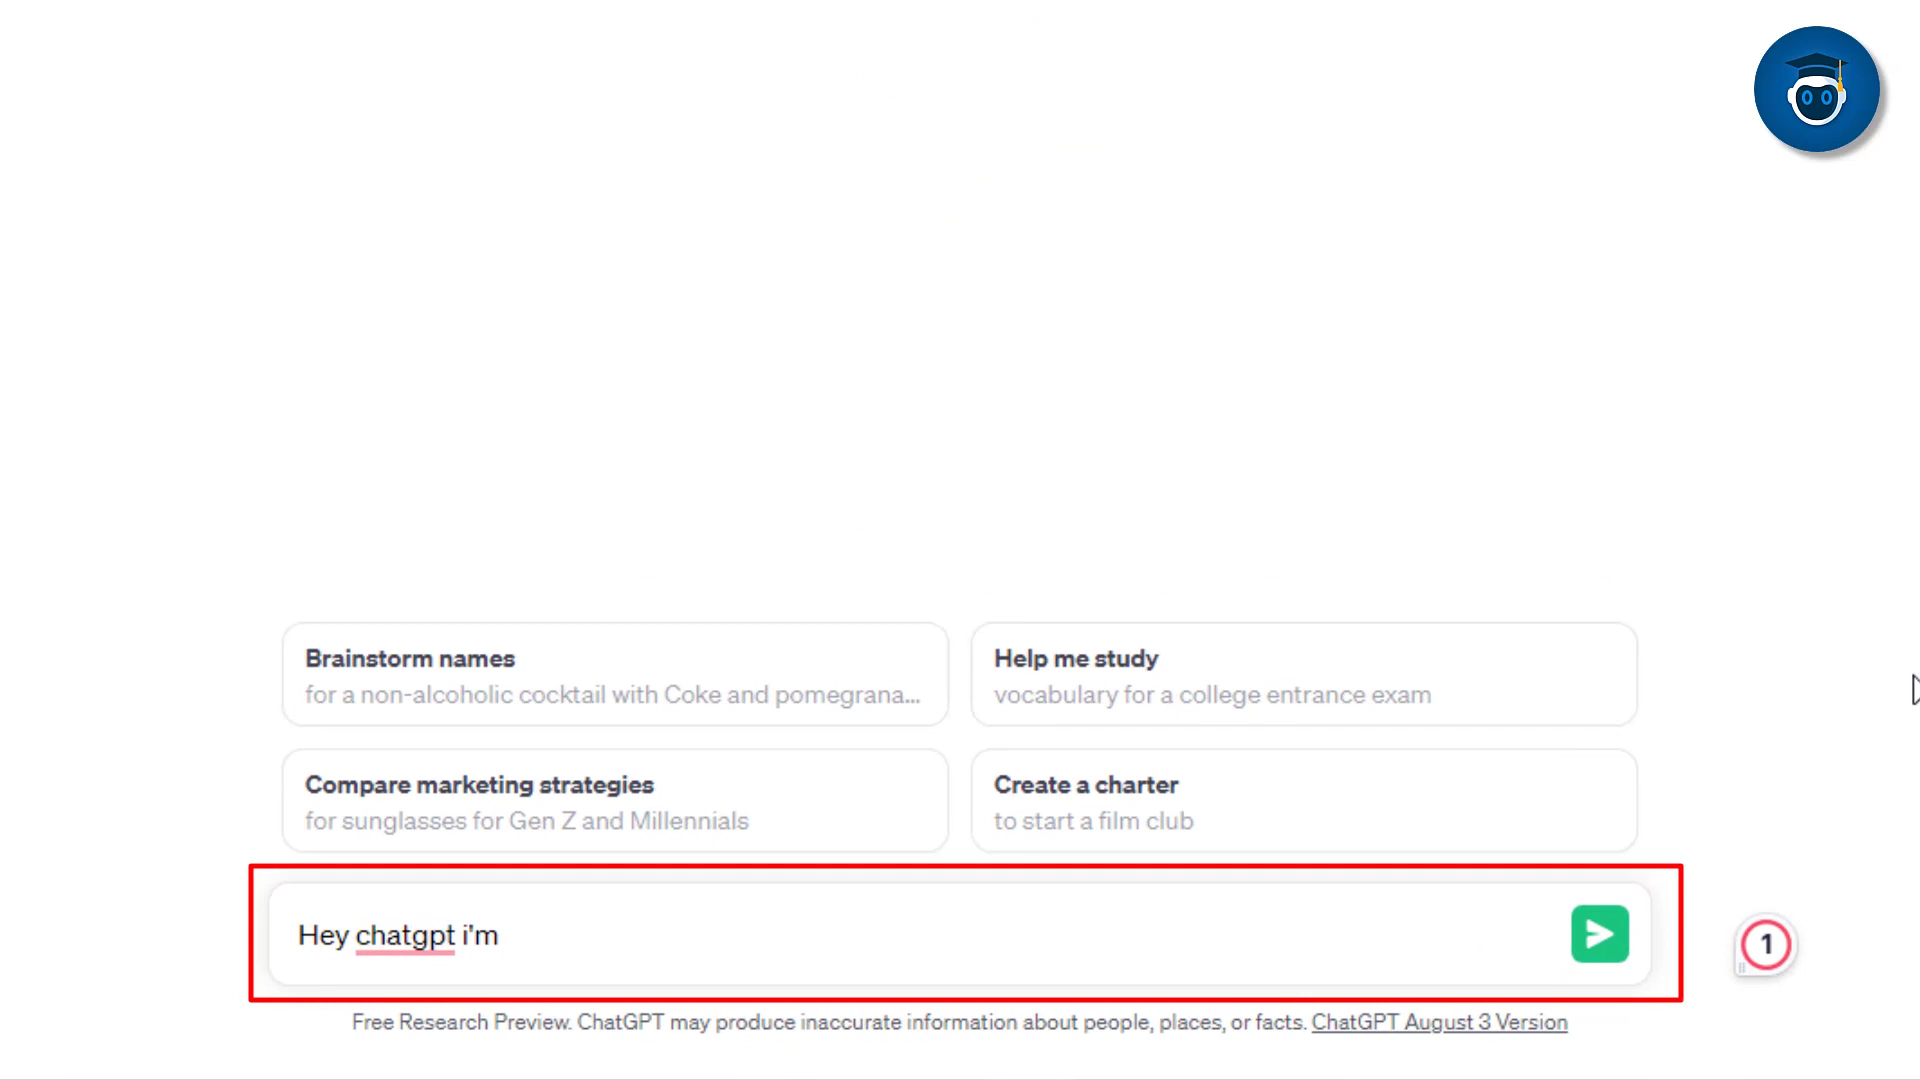 Brainstorm names
for a non-alcoholic cocktail with Coke and pomegrana...
Help me study
vocabulary for a college entrance exam
Compare marketing strategies
for sunglasses for Gen Z and Millennials
Create a charter
to start a film club
Hey chatgpt i'm
1
Free Research Preview. ChatGPT may produce inaccurate information about people, places, or facts. ChatGPT August 3 Version